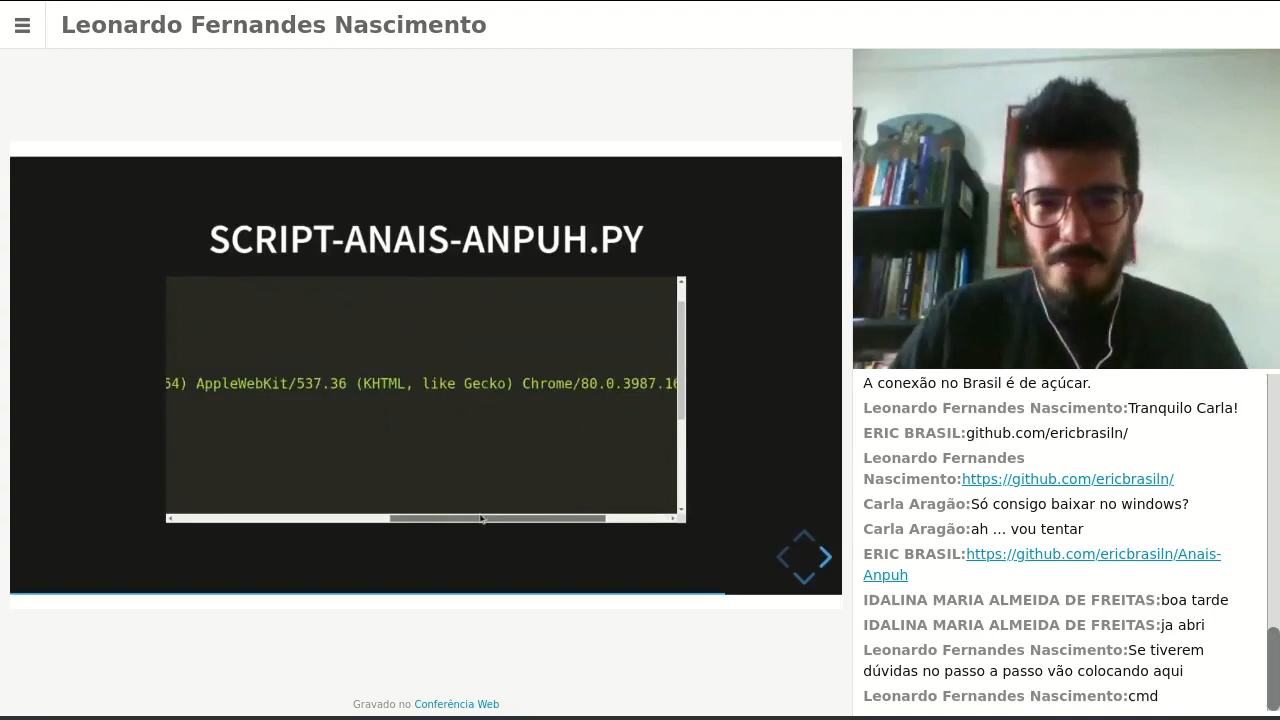 Leonardo Fernandes Nascimento
SCRIPT-ANAIS-ANPUH.PY
64) AppleWebKit/537.36 (KHTML, like Gecko) Chrome/80.0.3987.16
A conexão no Brasil é de açúcar.
Leonardo Fernandes Nascimento:Tranquilo Carla!
ERIC BRASIL:github.com/ericbrasiln/
Leonardo Fernandes
Nascimento:https://github.com/ericbrasiln/
Carla Aragão:Só consigo baixar no windows?
Carla Aragão:ah ... vou tentar
ERIC BRASIL:https://github.com/ericbrasiln/Anais-
Anpuh
IDALINA MARIA ALMEIDA DE FREITAS:boa tarde
IDALINA MARIA ALMEIDA DE FREITAS:ja abri
Leonardo Fernandes Nascimento:Se tiverem
dúvidas no passo a passo vão colocando aqui
Leonardo Fernandes Nascimento:cmd
Gravado no Conferência Web